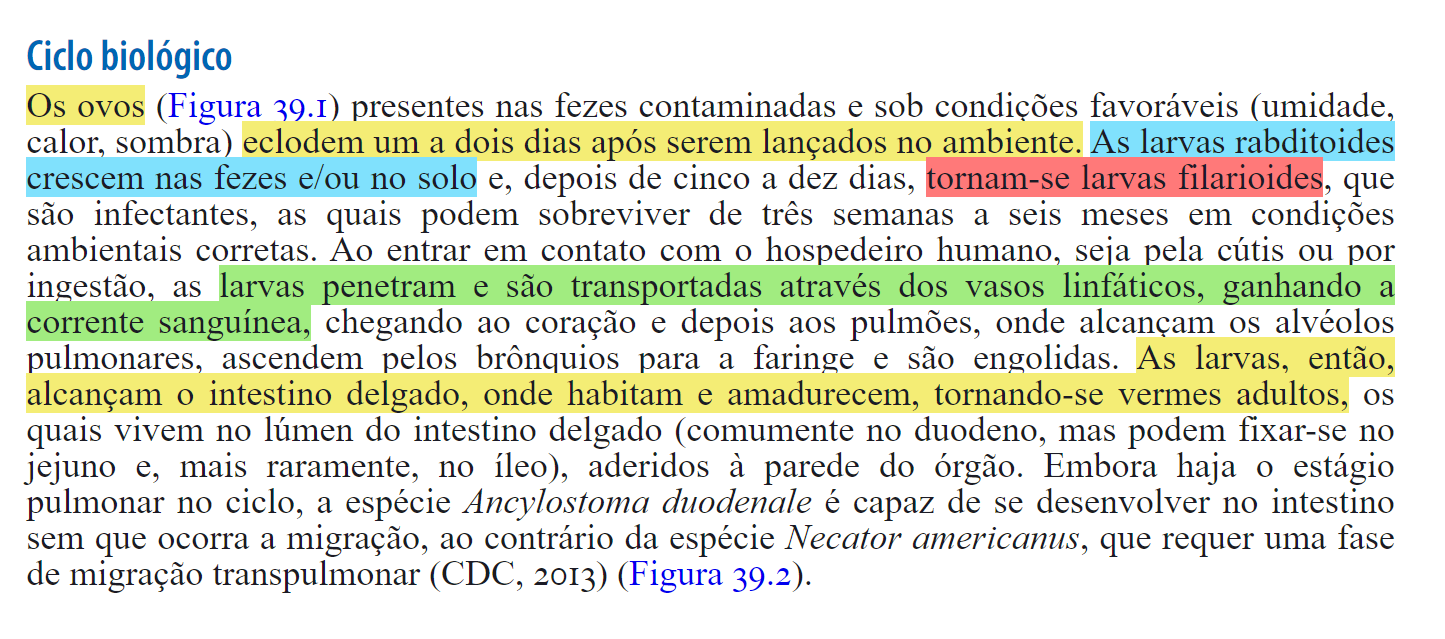 Ciclo biológico
Os ovos (Figura 39.1) presentes nas fezes contaminadas e sob condições favoráveis (umidade,
calor, sombra) eclodem um a dois dias após serem lançados no ambiente. As larvas rabditoides
crescem nas fezes e/ou no solo e, depois de cinco a dez dias, tornam-se larvas filarioides, que
são infectantes, as quais podem sobreviver de três semanas a seis meses em condições
ambientais corretas. Ao entrar em contato com o hospedeiro humano, seja pela cútis ou por
ingestão, as larvas penetram e são transportadas através dos vasos linfáticos, ganhando a
corrente sanguínea, chegando ao coração e depois aos pulmões, onde alcançam os alvéolos
pulmonares, ascendem pelos brônquios para a faringe e são engolidas. As larvas, então,
alcançam o intestino delgado, onde habitam e amadurecem, tornando-se vermes adultos, os
quais vivem no lúmen do intestino delgado (comumente no duodeno, mas podem fixar-se no
jejuno e, mais raramente, no íleo), aderidos à parede do órgão. Embora haja o estágio
pulmonar no ciclo, a espécie Ancylostoma duodenale é capaz de se desenvolver no intestino
sem que ocorra a migração, ao contrário da espécie Necator americanus, que requer uma fase
de migração transpulmonar (CDC, 2013) (Figura 39.2).